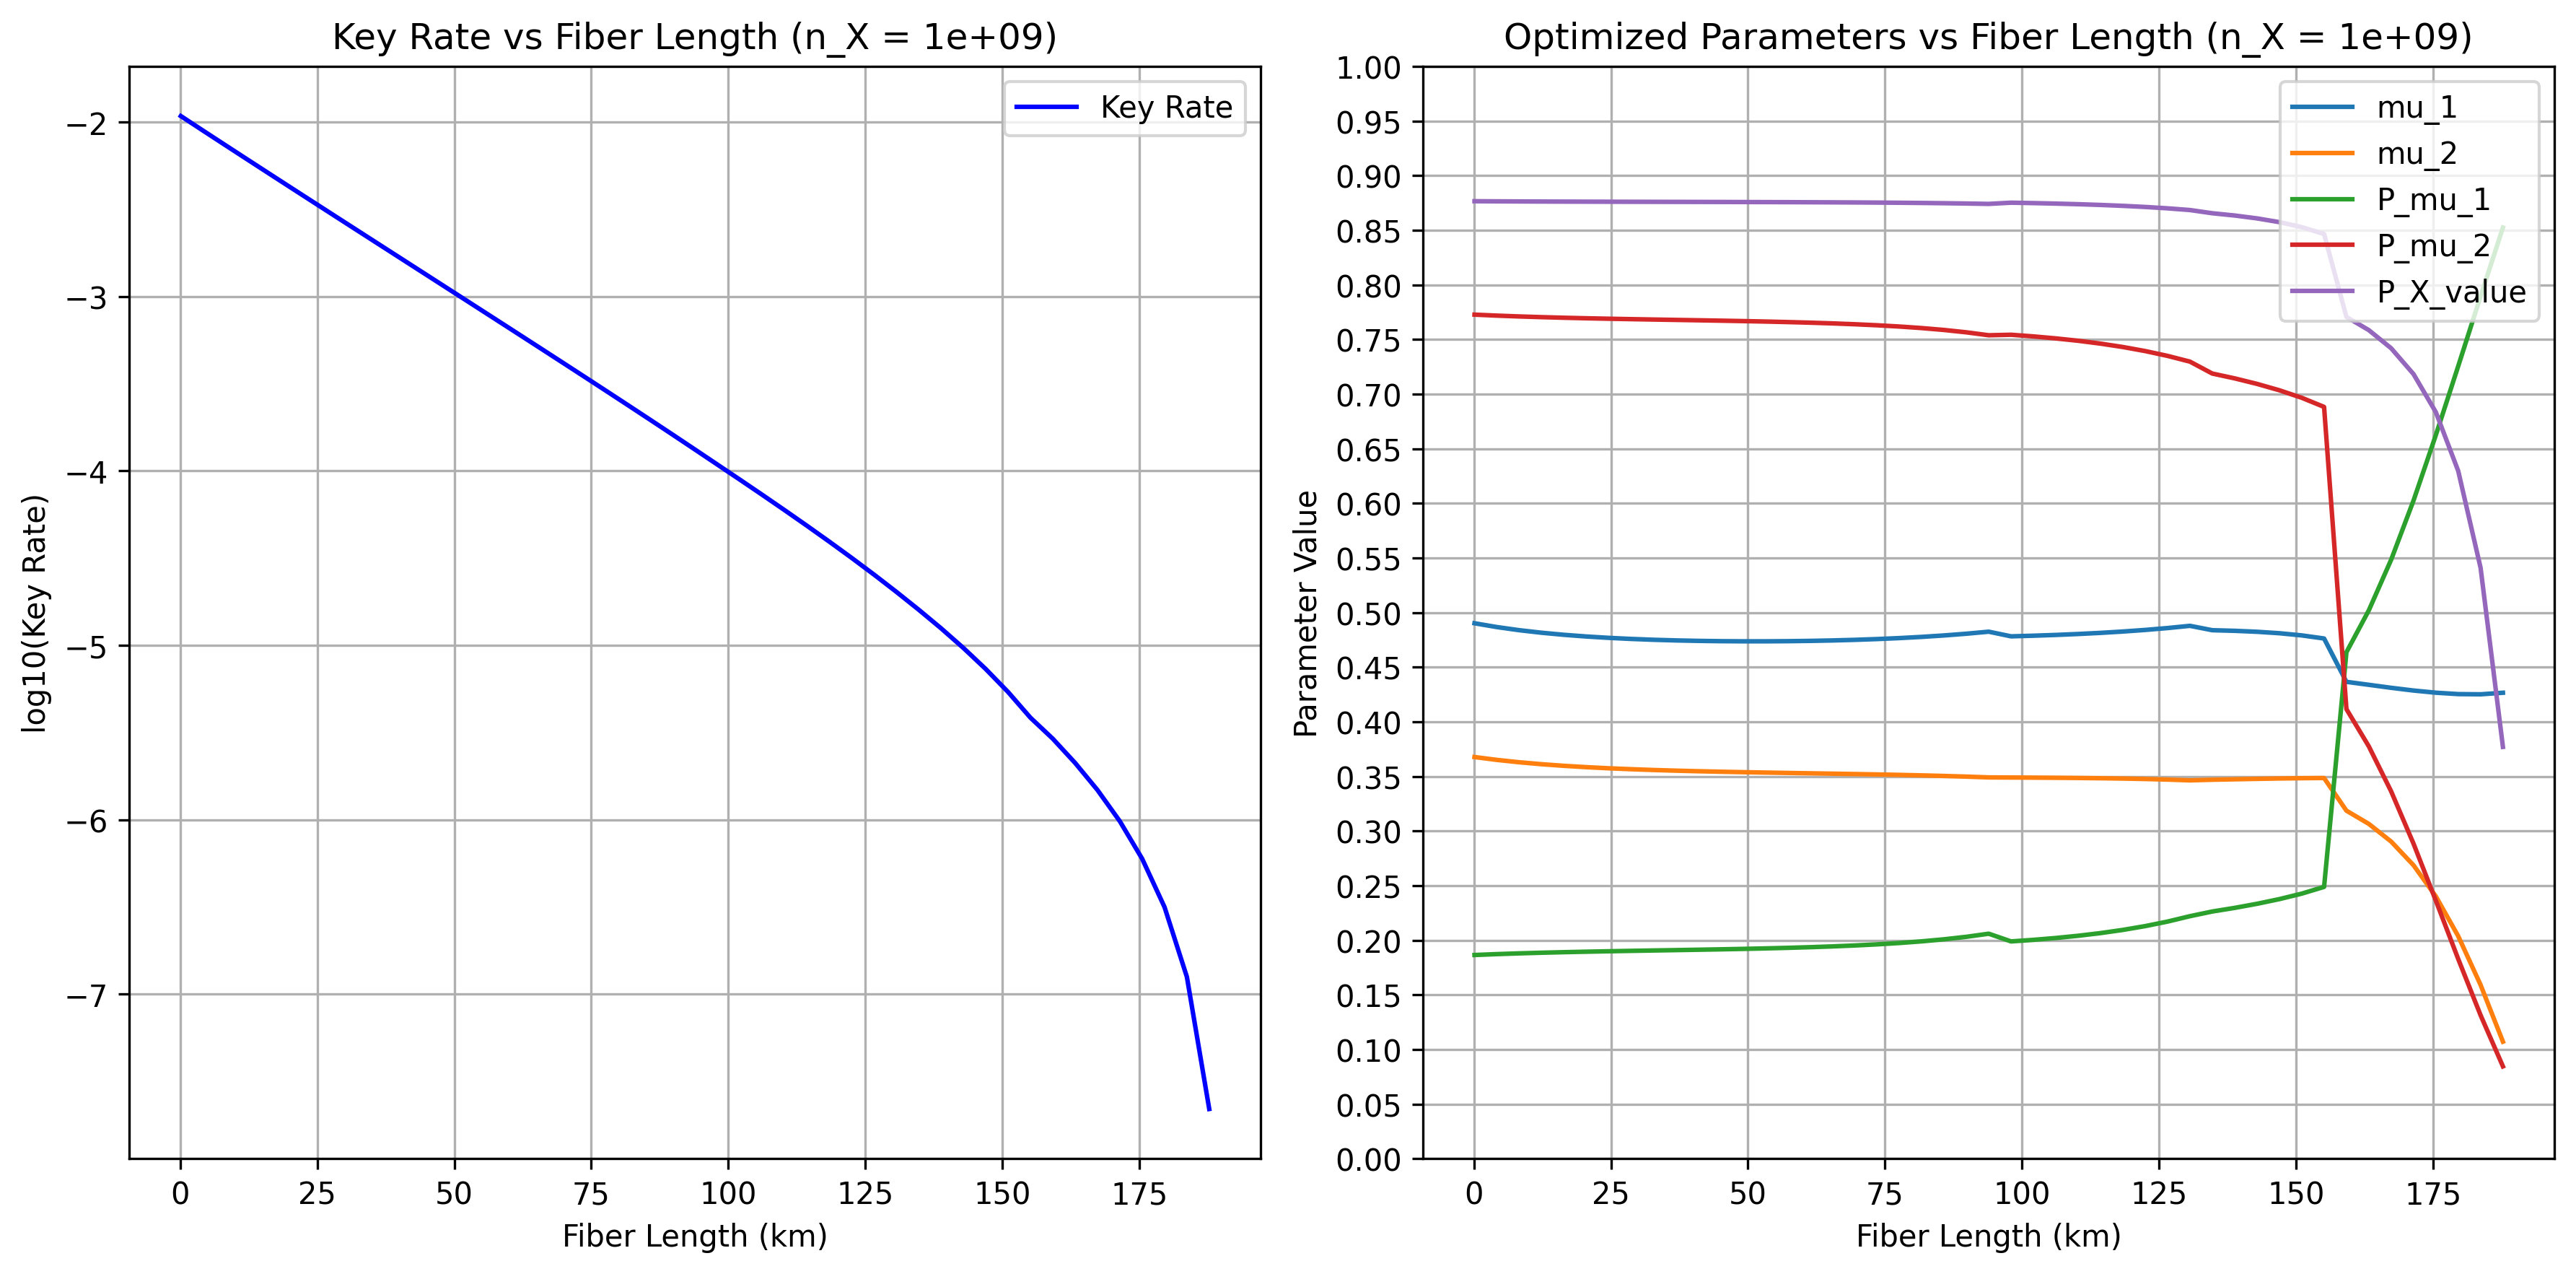 Key Rate vs Fiber Length (n_X = 1e+09)
Key Rate
log10(Key Rate)
−2
−3
−4
−5
−6
−7
0 25 50 75 100 125 150 175
Fiber Length (km)
Optimized Parameters vs Fiber Length (n_X = 1e+09)
mu_1
mu_2
P_mu_1
P_mu_2
P_X_value
Parameter Value
1.00
0.95
0.90
0.85
0.80
0.75
0.70
0.65
0.60
0.55
0.50
0.45
0.40
0.35
0.30
0.25
0.20
0.15
0.10
0.05
0.00
0 25 50 75 100 125 150 175
Fiber Length (km)